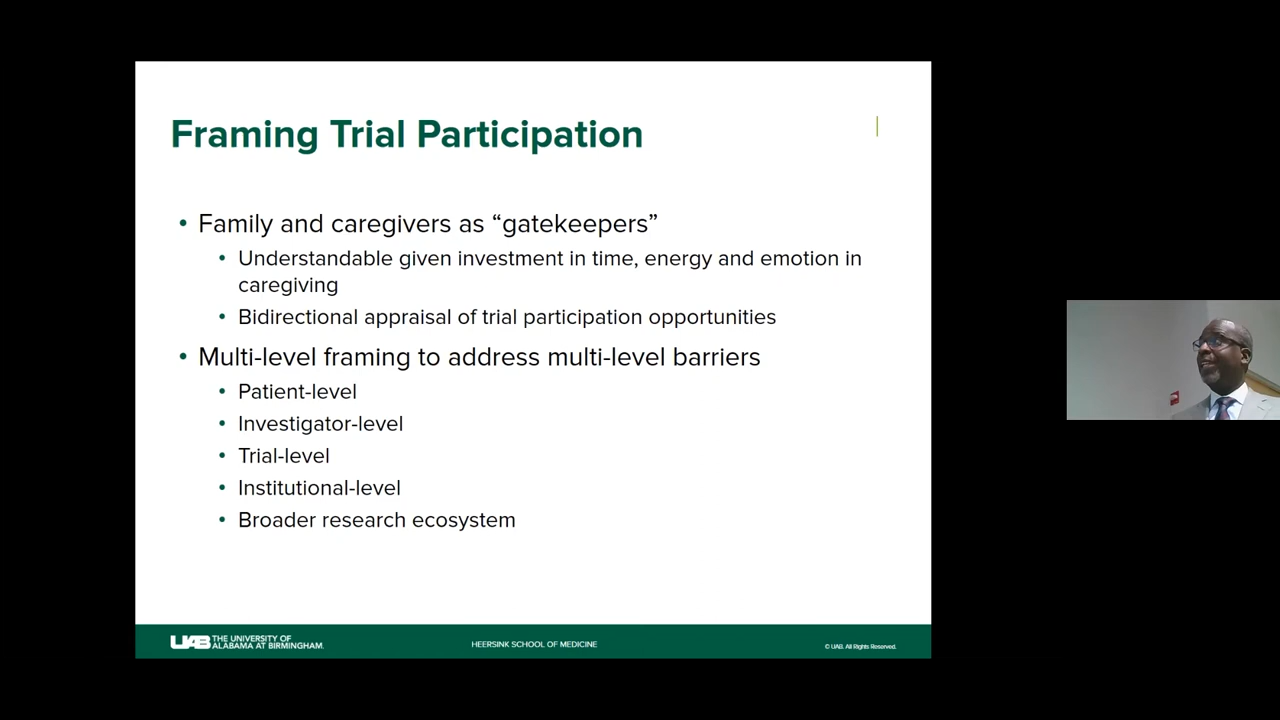 Framing Trial Participation
• Family and caregivers as “gatekeepers”
• Understandable given investment in time, energy and emotion in
caregiving
• Bidirectional appraisal of trial participation opportunities
• Multi-level framing to address multi-level barriers
• Patient-level
• Investigator-level
• Trial-level
• Institutional-level
• Broader research ecosystem
UAB THE UNIVERSITY OF
ALABAMA AT BIRMINGHAM.
HEERSINK SCHOOL OF MEDICINE
© UAB. All Rights Reserved.